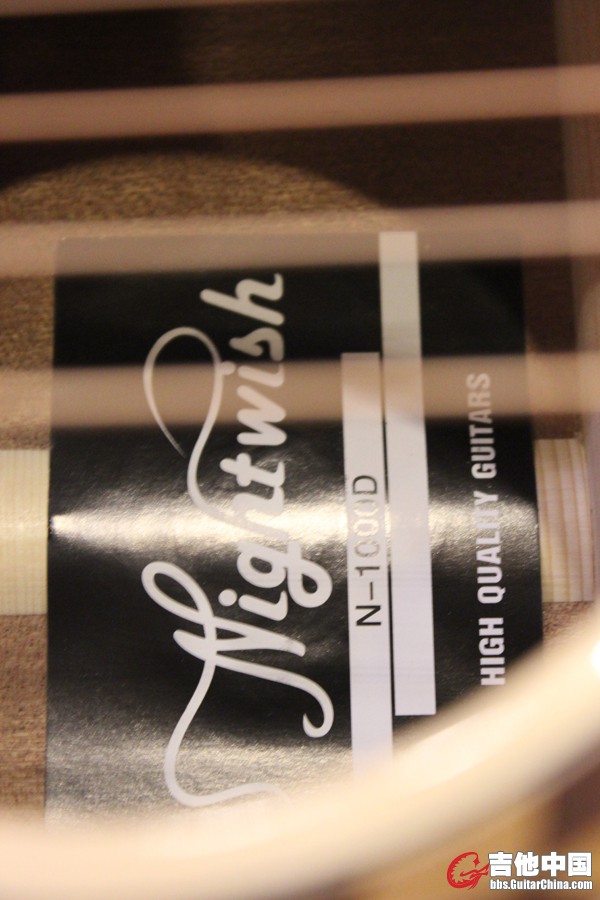 Nightwish
N-1000D
HIGH QUALITY GUITARS
吉他中国
bbs.GuitarChina.com